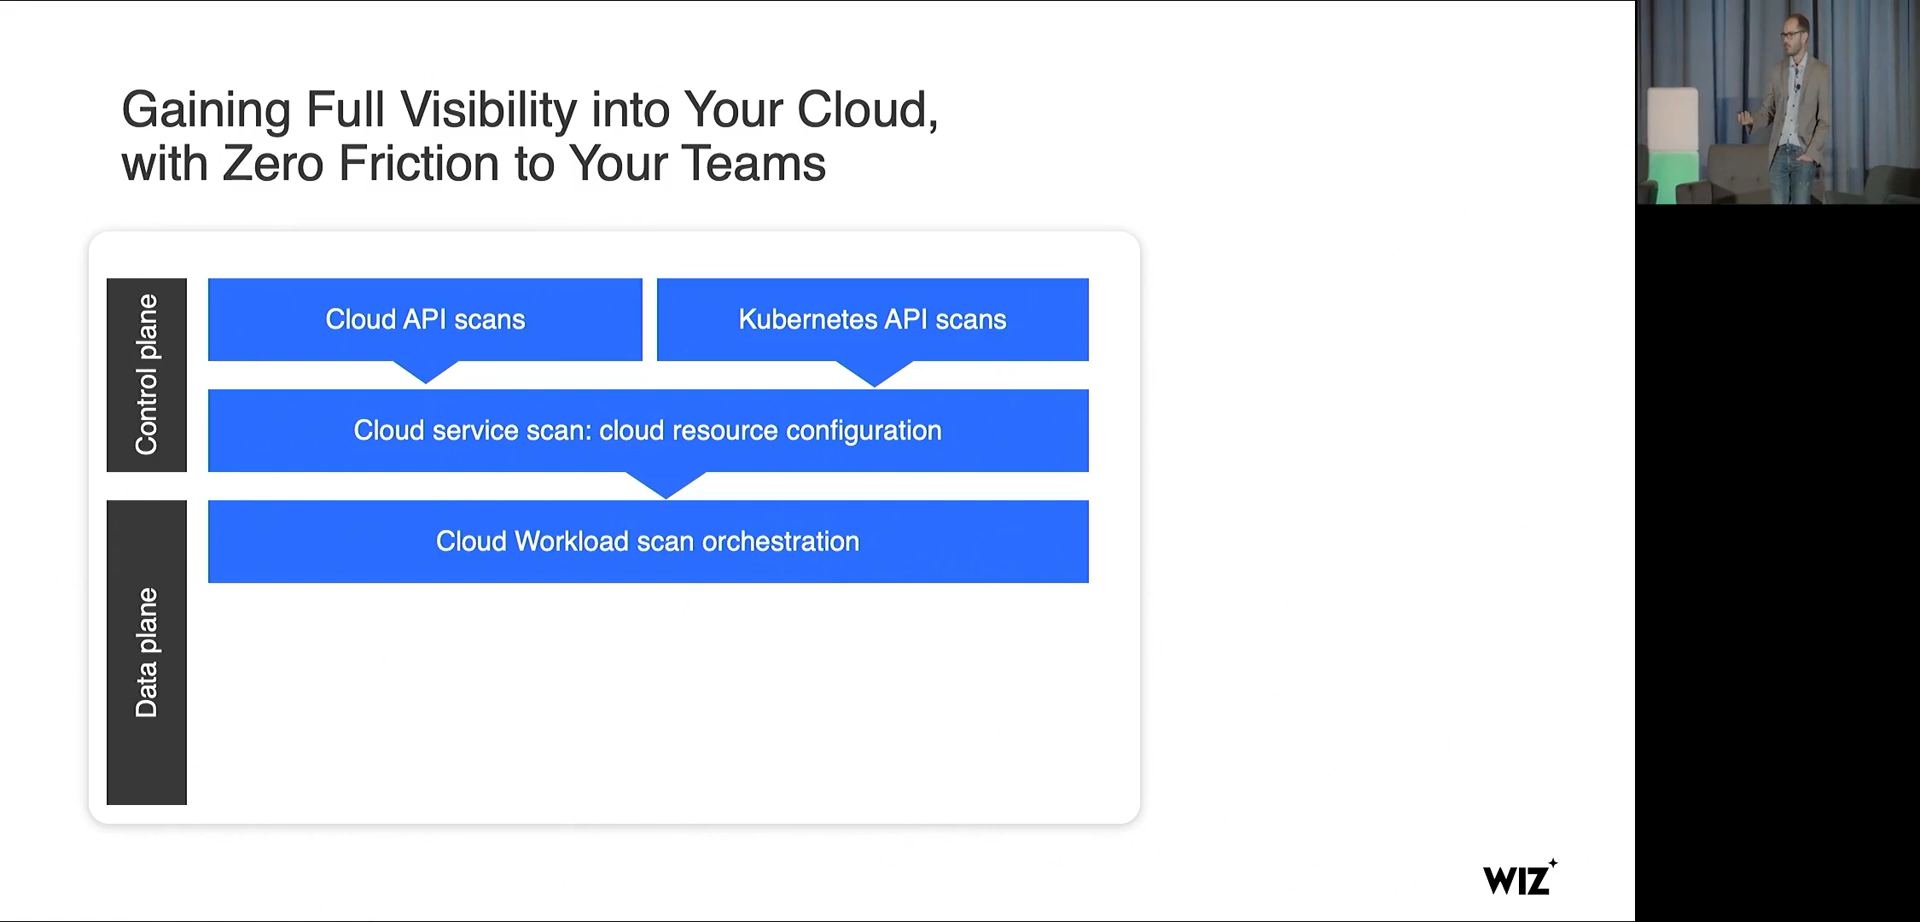 Gaining Full Visibility into Your Cloud,
with Zero Friction to Your Teams
Control plane
Cloud API scans
Kubernetes API scans
Cloud service scan: cloud resource configuration
Data plane
Cloud Workload scan orchestration
WIZ